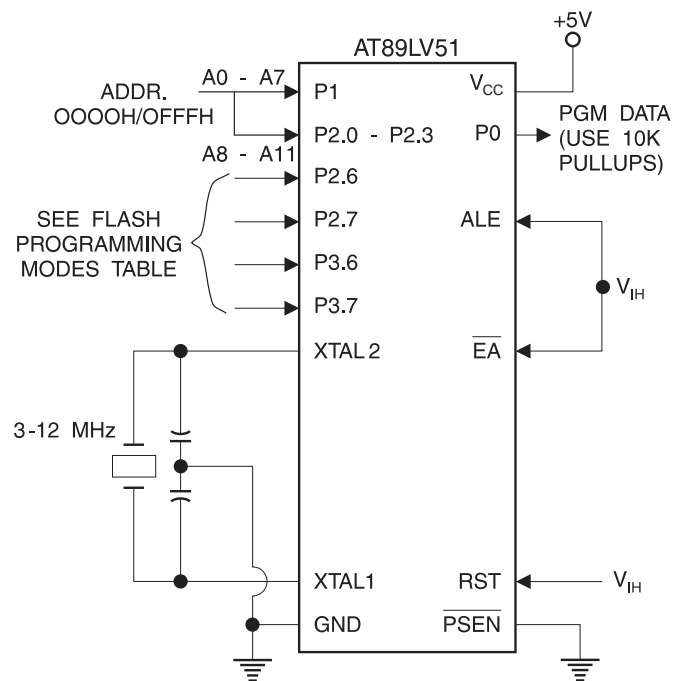 AT89LV51
+5V
A0 - A7
ADDR.
OOOOH/OFFFH
P1
P2.0 - P2.3
A8 - A11
P2.6
SEE FLASH
PROGRAMMING
MODES TABLE
P2.7
P3.6
P3.7
XTAL2
3-12 MHz
XTAL1
GND
VCC
P0
PGM DATA
(USE 10K
PULLUPS)
ALE
VIH
EA
RST
VIH
PSEN